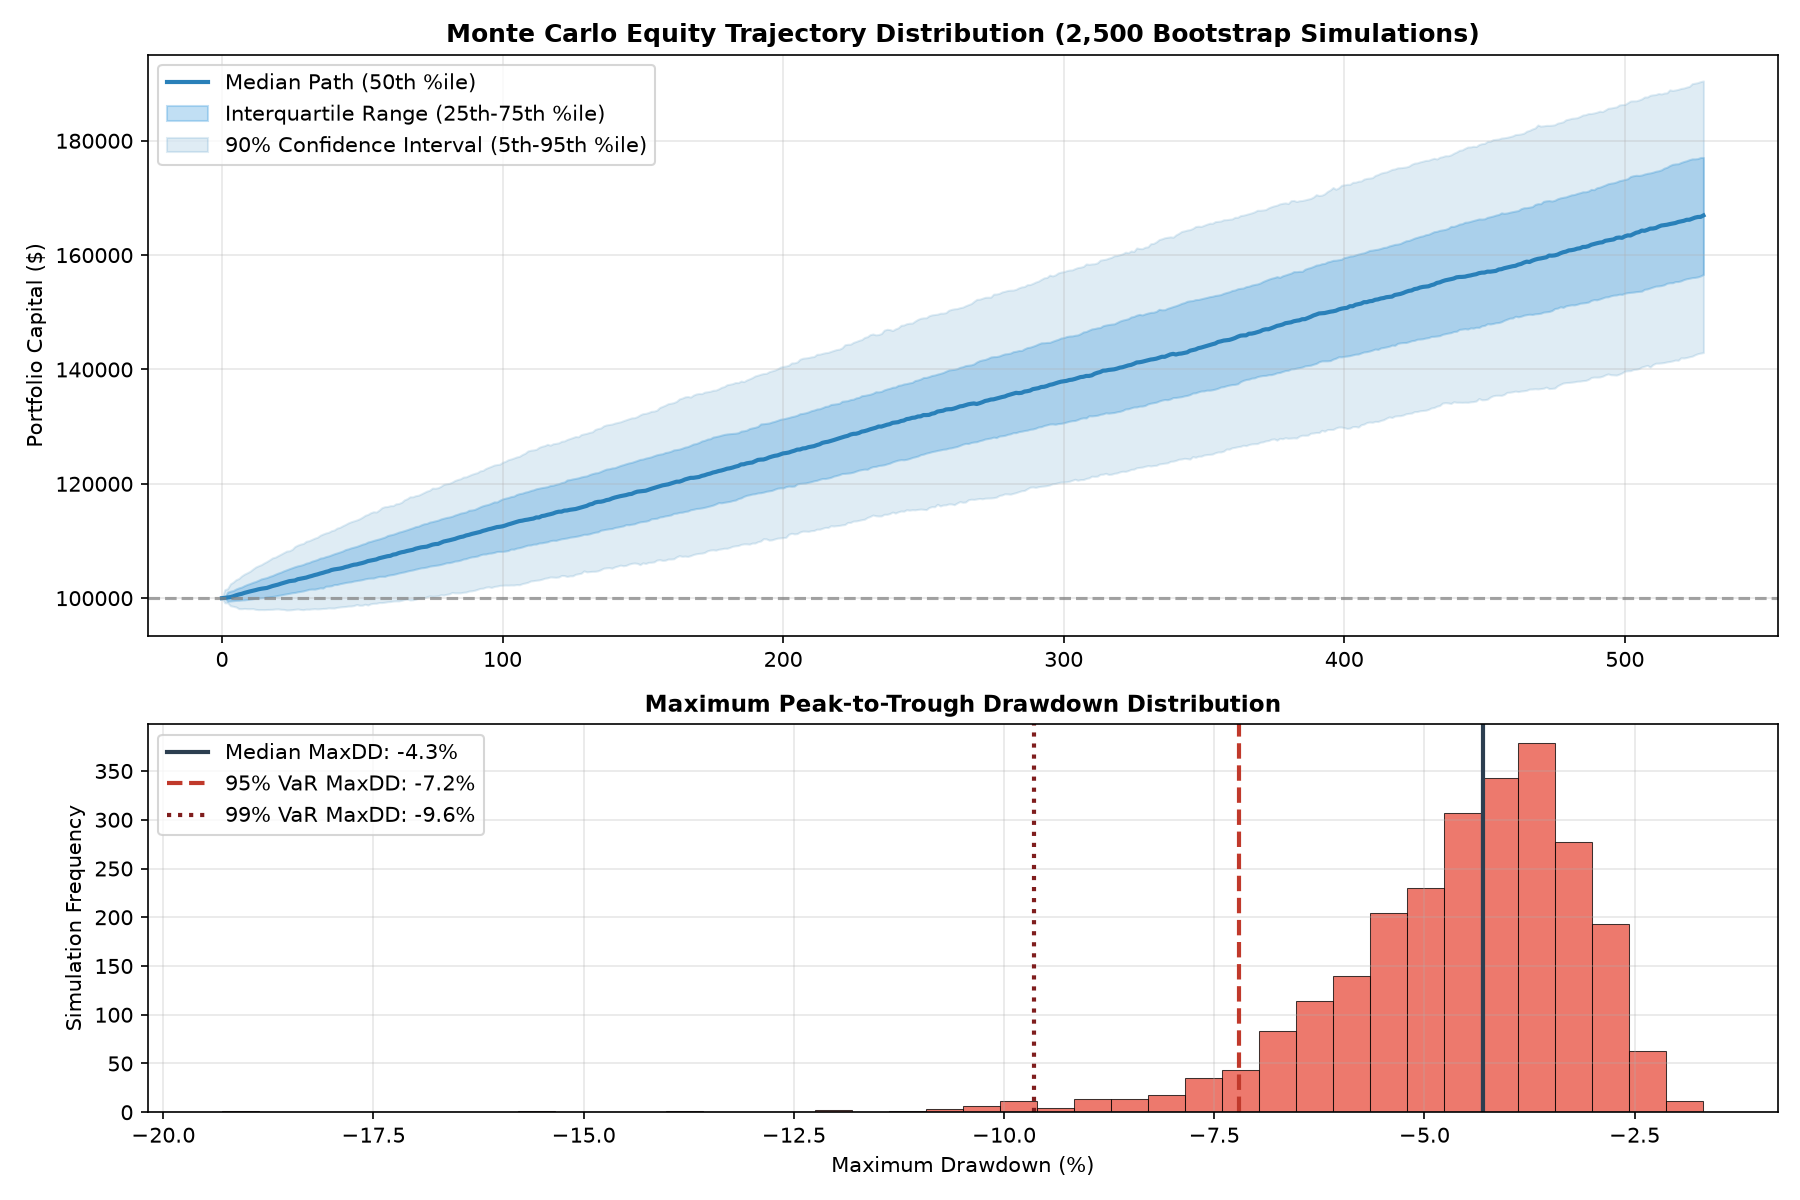 Monte Carlo Equity Trajectory Distribution (2,500 Bootstrap Simulations)
Median Path (50th %ile)
Interquartile Range (25th-75th %ile)
90% Confidence Interval (5th-95th %ile)
Portfolio Capital ($)
180000
160000
140000
120000
100000
0 100 200 300 400 500
Maximum Peak-to-Trough Drawdown Distribution
Median MaxDD: -4.3%
95% VaR MaxDD: -7.2%
99% VaR MaxDD: -9.6%
Simulation Frequency
350
300
250
200
150
100
50
0
−20.0 −17.5 −15.0 −12.5 −10.0 −7.5 −5.0 −2.5
Maximum Drawdown (%)